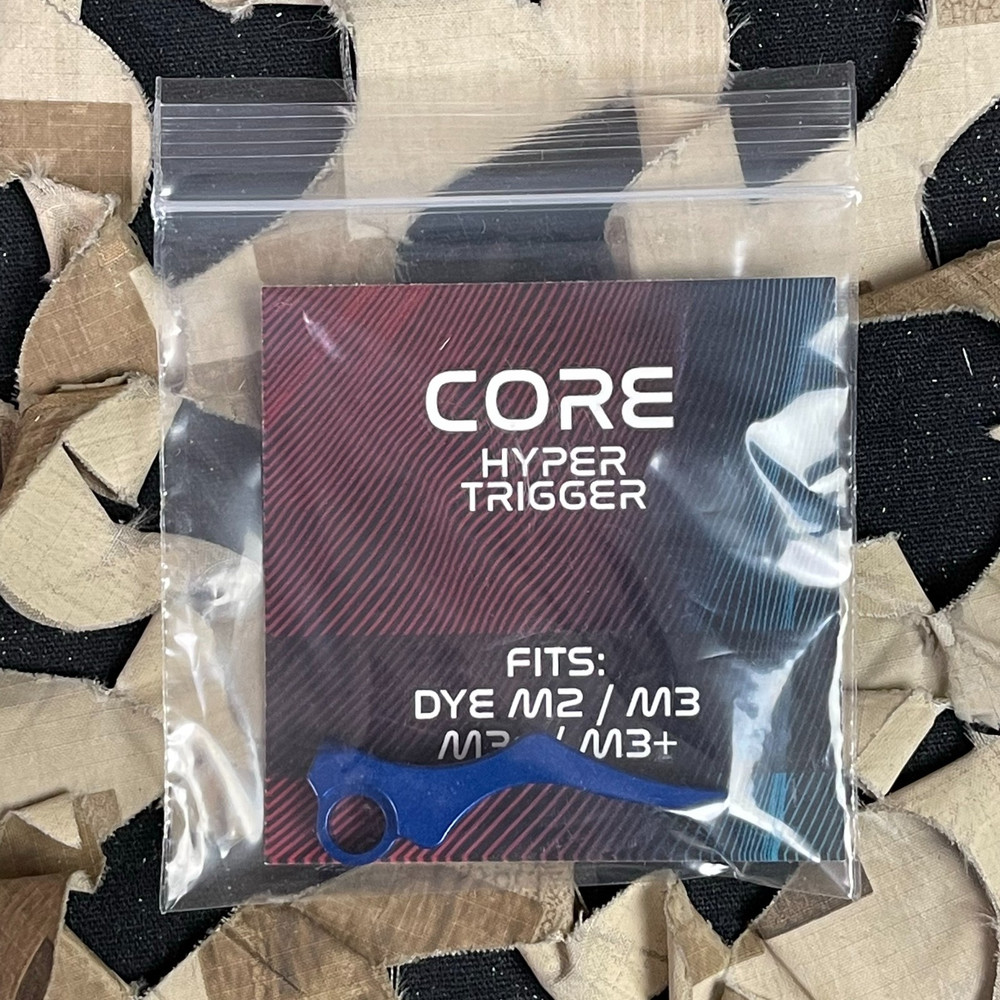 CORE
HYPER
TRIGGER
FITS:
DYE M2 / M3
/ M3+